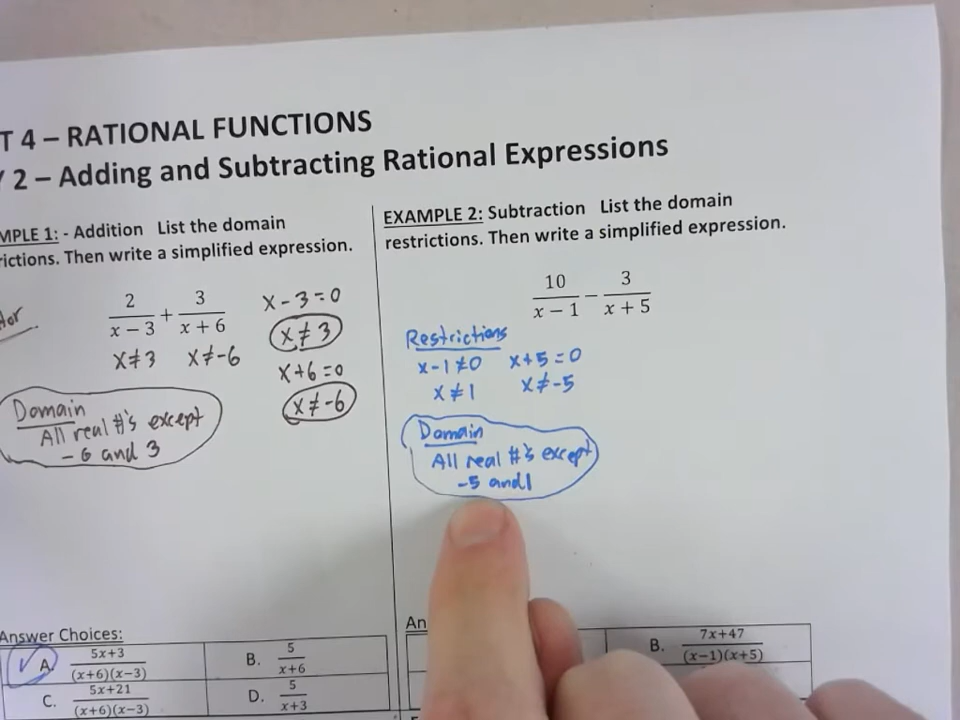 T 4 – RATIONAL FUNCTIONS
2 – Adding and Subtracting Rational Expressions
MPLE 1: - Addition List the domain
rictions. Then write a simplified expression.
2/(x − 3) + 3/(x + 6)
x≠3 x≠-6
x-3=0
x≠3
x+6=0
x≠-6
Domain
All real #'s except
-6 and 3
EXAMPLE 2: Subtraction List the domain
restrictions. Then write a simplified expression.
10/(x − 1) − 3/(x + 5)
Restrictions
x-1≠0 x+5=0
x≠1 x≠-5
Domain
All real #'s except
-5 and 1
Answer Choices:
A. 5x+3/(x+6)(x−3)
B. 5/x+6
C. 5x+21/(x+6)(x−3)
D. 5/x+3
An
B. 7x+47/(x−1)(x+5)